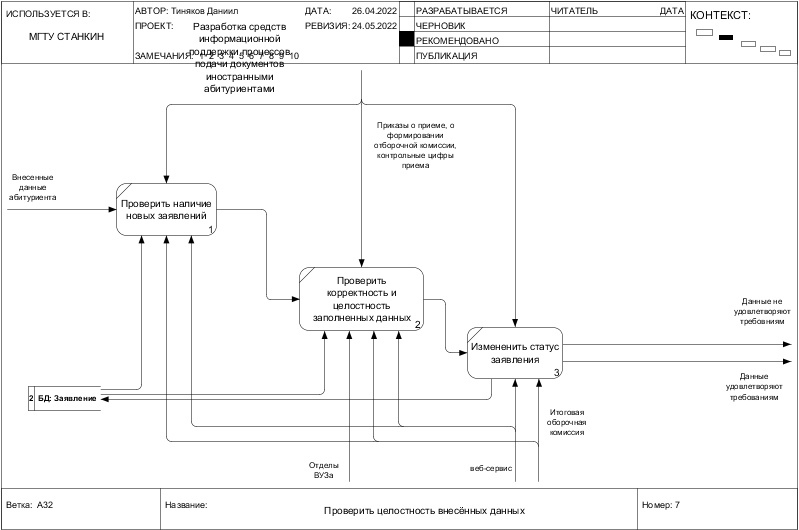 ИСПОЛЬЗУЕТСЯ В:
МГТУ СТАНКИН
АВТОР: Тиняков Даниил
ДАТА: 26.04.2022
ПРОЕКТ: Разработка средств
информационной
поддержки процессов
подачи документов
иностранными
абитуриентами
РЕВИЗИЯ: 24.05.2022
ЗАМЕЧАНИЯ: 1 2 3 4 5 6 7 8 9 10
РАЗРАБАТЫВАЕТСЯ
ЧЕРНОВИК
РЕКОМЕНДОВАНО
ПУБЛИКАЦИЯ
ЧИТАТЕЛЬ
ДАТА
КОНТЕКСТ:
Приказы о приеме, о
формировании
отборочной комиссии,
контрольные цифры
приема
Внесенные
данные
абитуриента
Проверить наличие
новых заявлений
1
Проверить
корректность и
целостность
заполненных данных
2
Измененить статус
заявления
3
Данные не
удовлетворяют
требованиям
Данные
удовлетворяют
требования
2 БД: Заявление
Итоговая
оборочная
комиссия
Отделы
ВУЗа
веб-сервис
Ветка: A32
Название:
Проверить целостность внесённых данных
Номер: 7